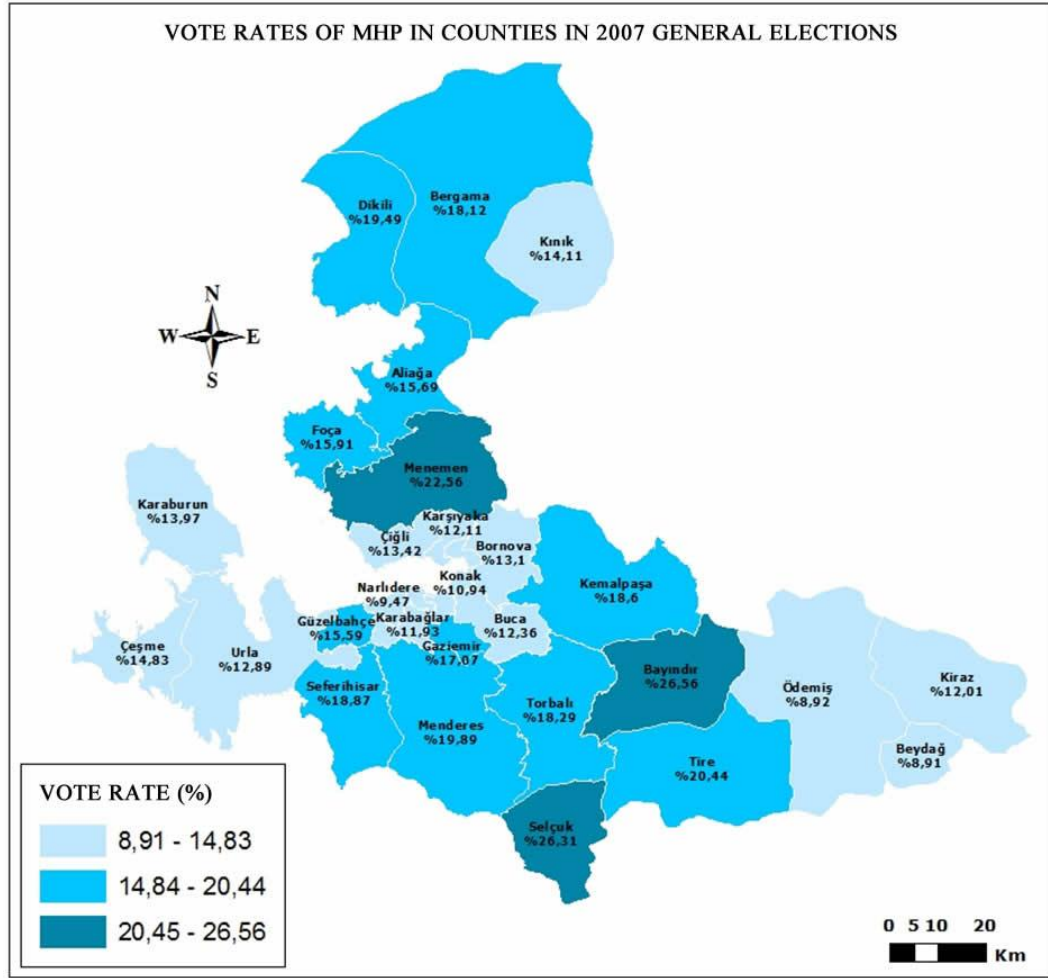 VOTE RATES OF MHP IN COUNTIES IN 2007 GENERAL ELECTIONS
Dikili
%19,49
Bergama
%18,12
Kınık
%14,11
N
W E
S
Aliağa
%15,69
Foça
%15,91
Menemen
%22,56
Karaburun
%13,97
Karşıyaka
%12,11
Çiğli
%13,42
Bornova
%13,1
Konak
%10,94
Narlıdere
%9,47
Kemalpaşa
%18,6
Güzelbahçe
%15,59
Karabağlar
%11,93
Buca
%12,36
Gaziemir
%17,07
Çeşme
%14,83
Urla
%12,89
Seferihisar
%18,87
Menderes
%19,89
Torbalı
%18,29
Bayındır
%26,56
Ödemiş
%8,92
Kiraz
%12,01
Beydağ
%8,91
Tire
%20,44
Selçuk
%26,31
VOTE RATE (%)
8,91 - 14,83
14,84 - 20,44
20,45 - 26,56
0 5 10 20
Km